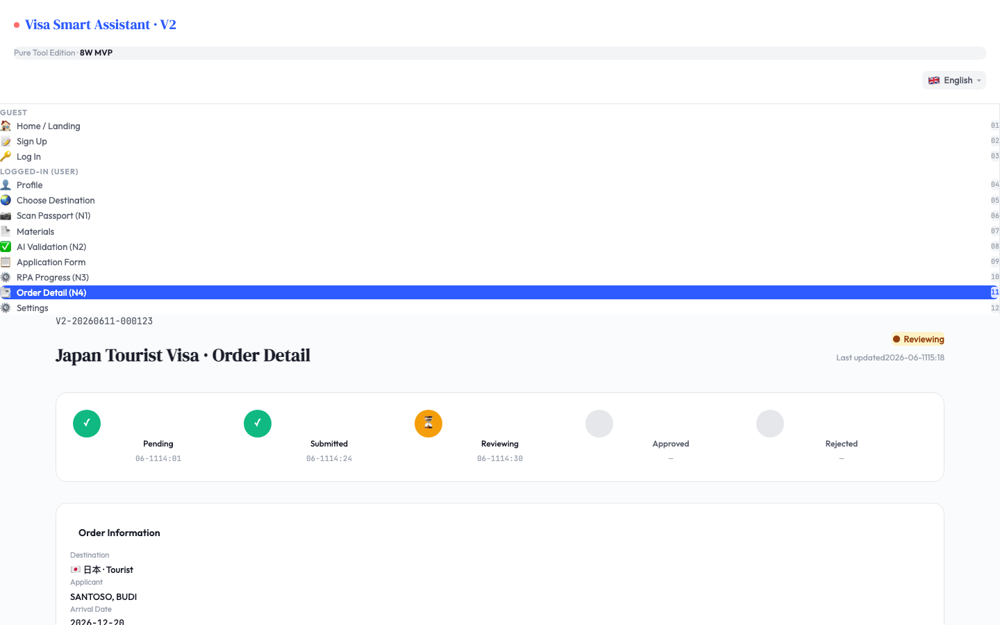 Visa Smart Assistant · V2
Pure Tool Edition · 8W MVP
English
GUEST
Home / Landing 01
Sign Up 02
Log In 03
LOGGED-IN (USER)
Profile 04
Choose Destination 05
Scan Passport (N1) 06
Materials 07
AI Validation (N2) 08
Application Form 09
RPA Progress (N3) 10
Order Detail (N4) 11
Settings 12
V2-20260611-000123
Reviewing
Japan Tourist Visa · Order Detail
Last updated2026-06-1115:18
Pending Submitted Reviewing Approved Rejected
06-1114:01 06-1114:24 06-1114:30 — —
Order Information
Destination
日本 · Tourist
Applicant
SANTOSO, BUDI
Arrival Date
2026-12-20